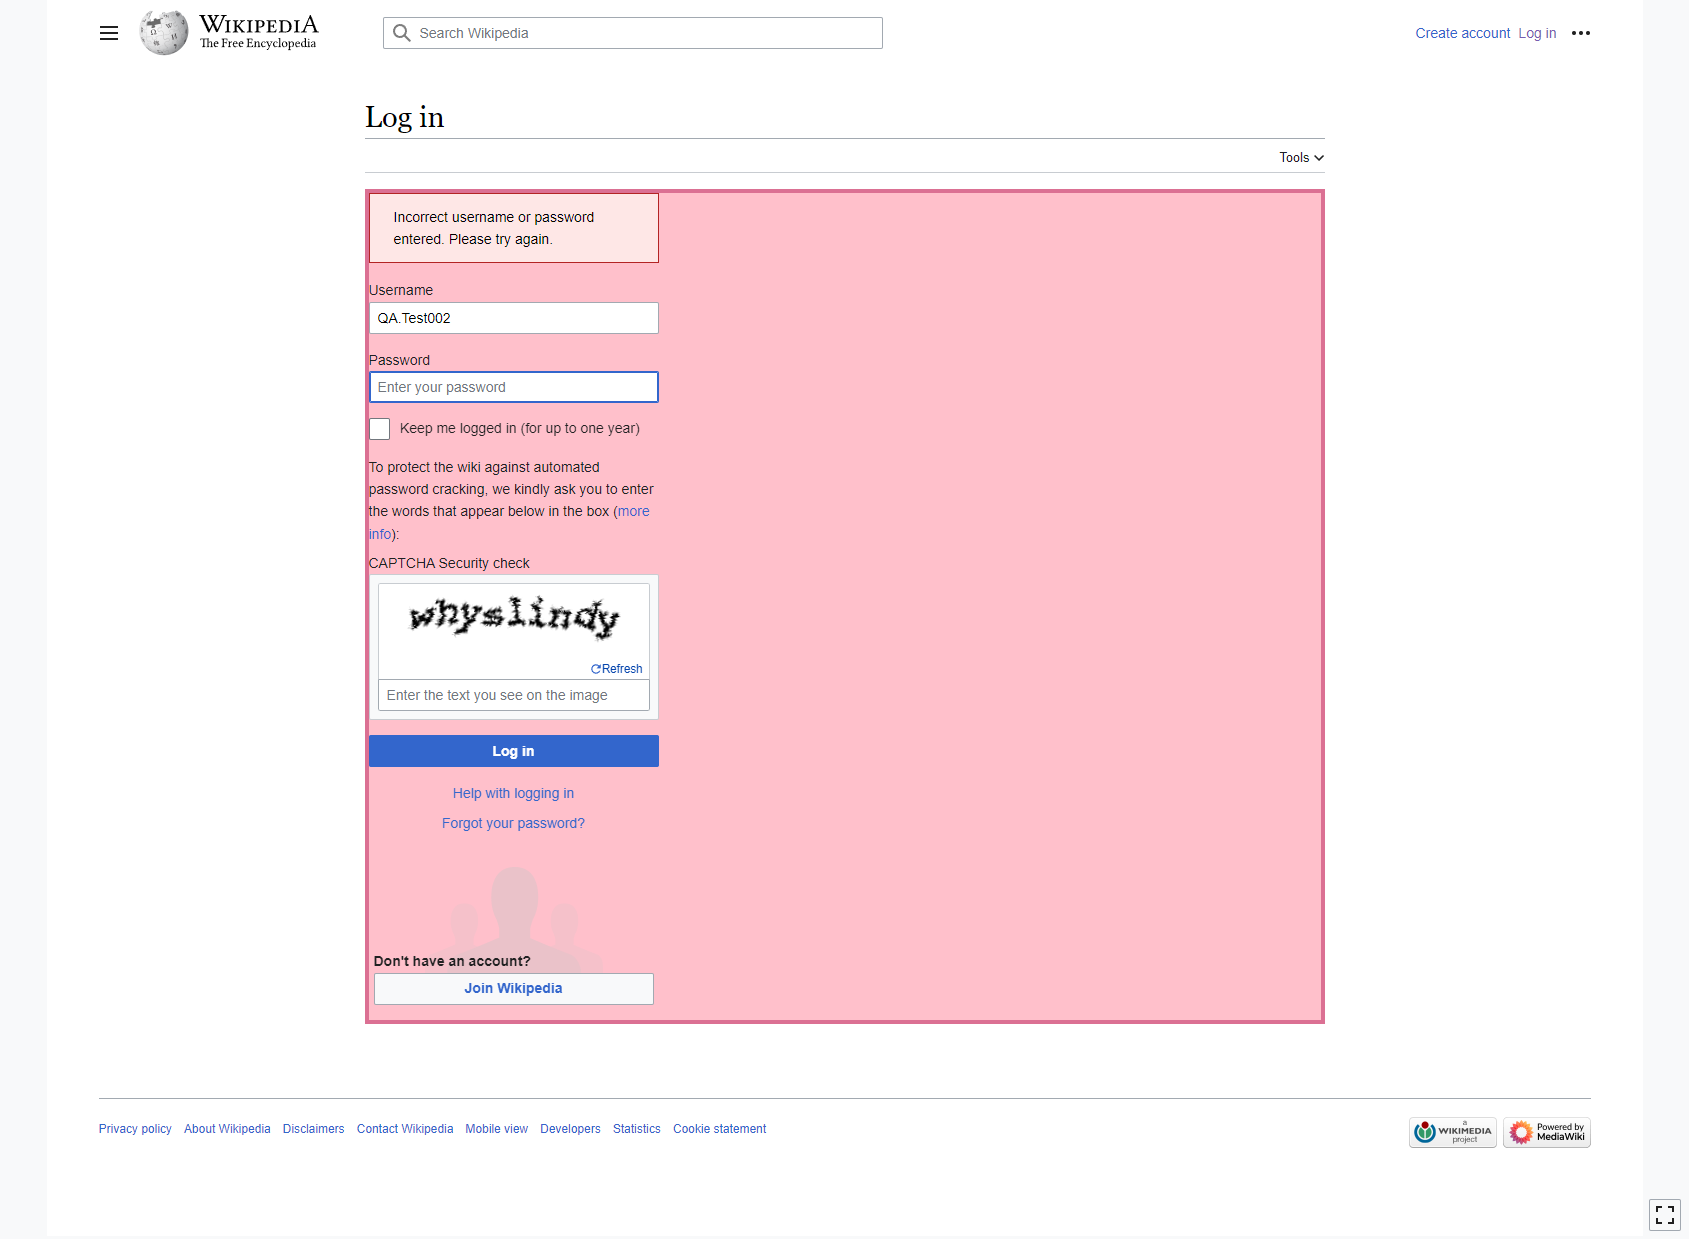 WIKIPEDIA
The Free Encyclopedia
Search Wikipedia
Create account Log in
Log in
Tools
Incorrect username or password
entered. Please try again.
Username
QA.Test002
Password
Enter your password
Keep me logged in (for up to one year)
To protect the wiki against automated
password cracking, we kindly ask you to enter
the words that appear below in the box (more
info):
CAPTCHA Security check
whyslindy
Refresh
Enter the text you see on the image
Log in
Help with logging in
Forgot your password?
Don't have an account?
Join Wikipedia
Privacy policy About Wikipedia Disclaimers Contact Wikipedia Mobile view Developers Statistics Cookie statement
a
WIKIMEDIA
project
Powered by
MediaWiki